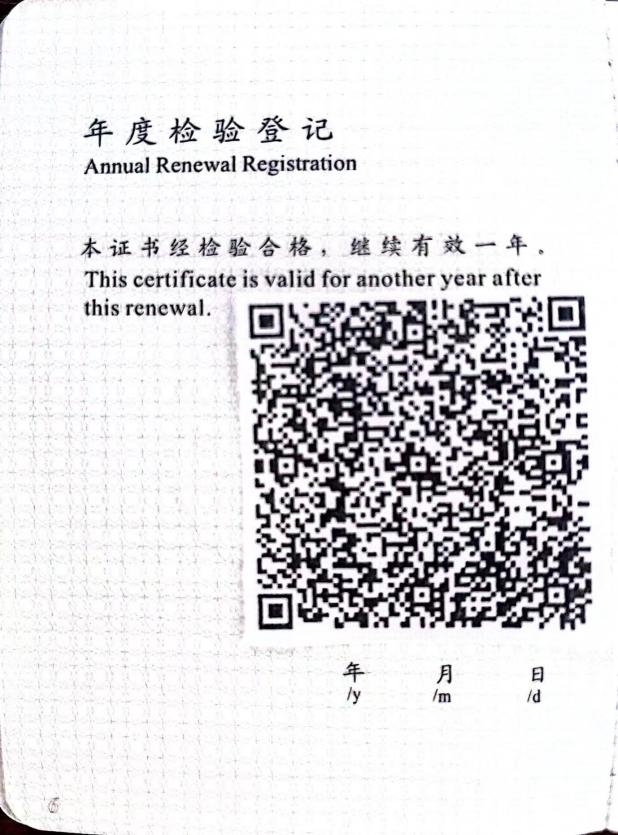 年度检验登记
Annual Renewal Registration
本证书经检验合格，继续有效一年。
This certificate is valid for another year after
this renewal.
年 月 日
/y /m /d
6